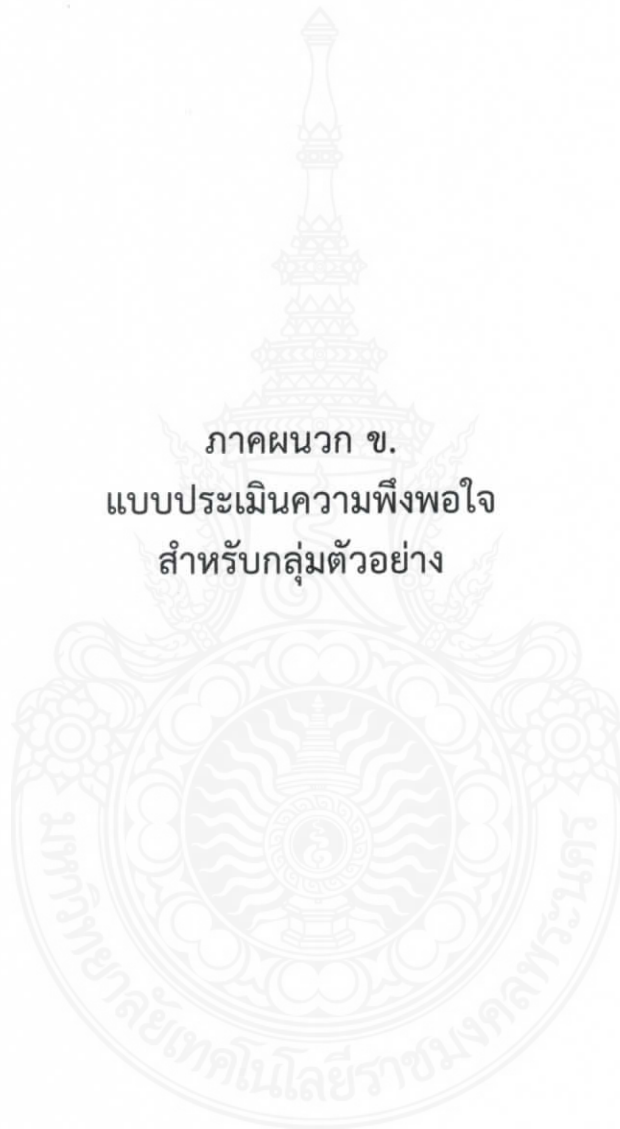 ภาคผนวก ข.
แบบประเมินความพึงพอใจ
สำหรับกลุ่มตัวอย่าง
มหาวิทยาลัยเทคโนโลยีราชมงคลพระนคร